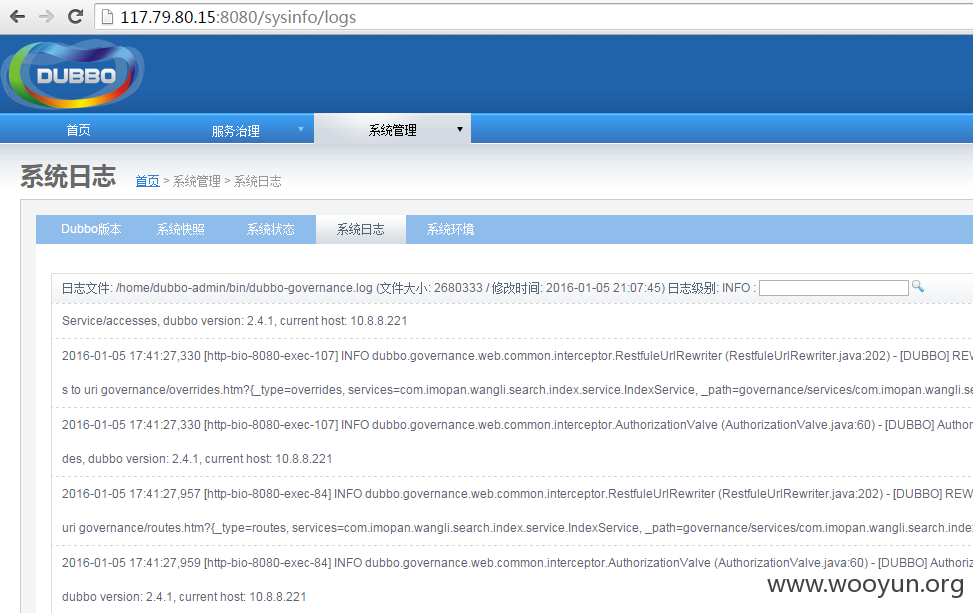 117.79.80.15:8080/sysinfo/logs
DUBBO
首页 服务治理 系统管理
系统日志 首页 > 系统管理 > 系统日志
Dubbo版本 系统快照 系统状态 系统日志 系统环境
日志文件: /home/dubbo-admin/bin/dubbo-governance.log (文件大小: 2680333 / 修改时间: 2016-01-05 21:07:45) 日志级别: INFO :
Service/accesses, dubbo version: 2.4.1, current host: 10.8.8.221
2016-01-05 17:41:27,330 [http-bio-8080-exec-107] INFO dubbo.governance.web.common.interceptor.RestfuleUrlRewriter (RestfuleUrlRewriter.java:202) - [DUBBO] REW
s to uri governance/overrides.htm?{_type=overrides, services=com.imopan.wangli.search.index.service.IndexService, _path=governance/services/com.imopan.wangli.se
2016-01-05 17:41:27,330 [http-bio-8080-exec-107] INFO dubbo.governance.web.common.interceptor.AuthorizationValve (AuthorizationValve.java:60) - [DUBBO] Author
des, dubbo version: 2.4.1, current host: 10.8.8.221
2016-01-05 17:41:27,957 [http-bio-8080-exec-84] INFO dubbo.governance.web.common.interceptor.RestfuleUrlRewriter (RestfuleUrlRewriter.java:202) - [DUBBO] REW
uri governance/routes.htm?{_type=routes, services=com.imopan.wangli.search.index.service.IndexService, _path=governance/services/com.imopan.wangli.search.inde
2016-01-05 17:41:27,959 [http-bio-8080-exec-84] INFO dubbo.governance.web.common.interceptor.AuthorizationValve (AuthorizationValve.java:60) - [DUBBO] Authori
dubbo version: 2.4.1, current host: 10.8.8.221
www.wooyun.org